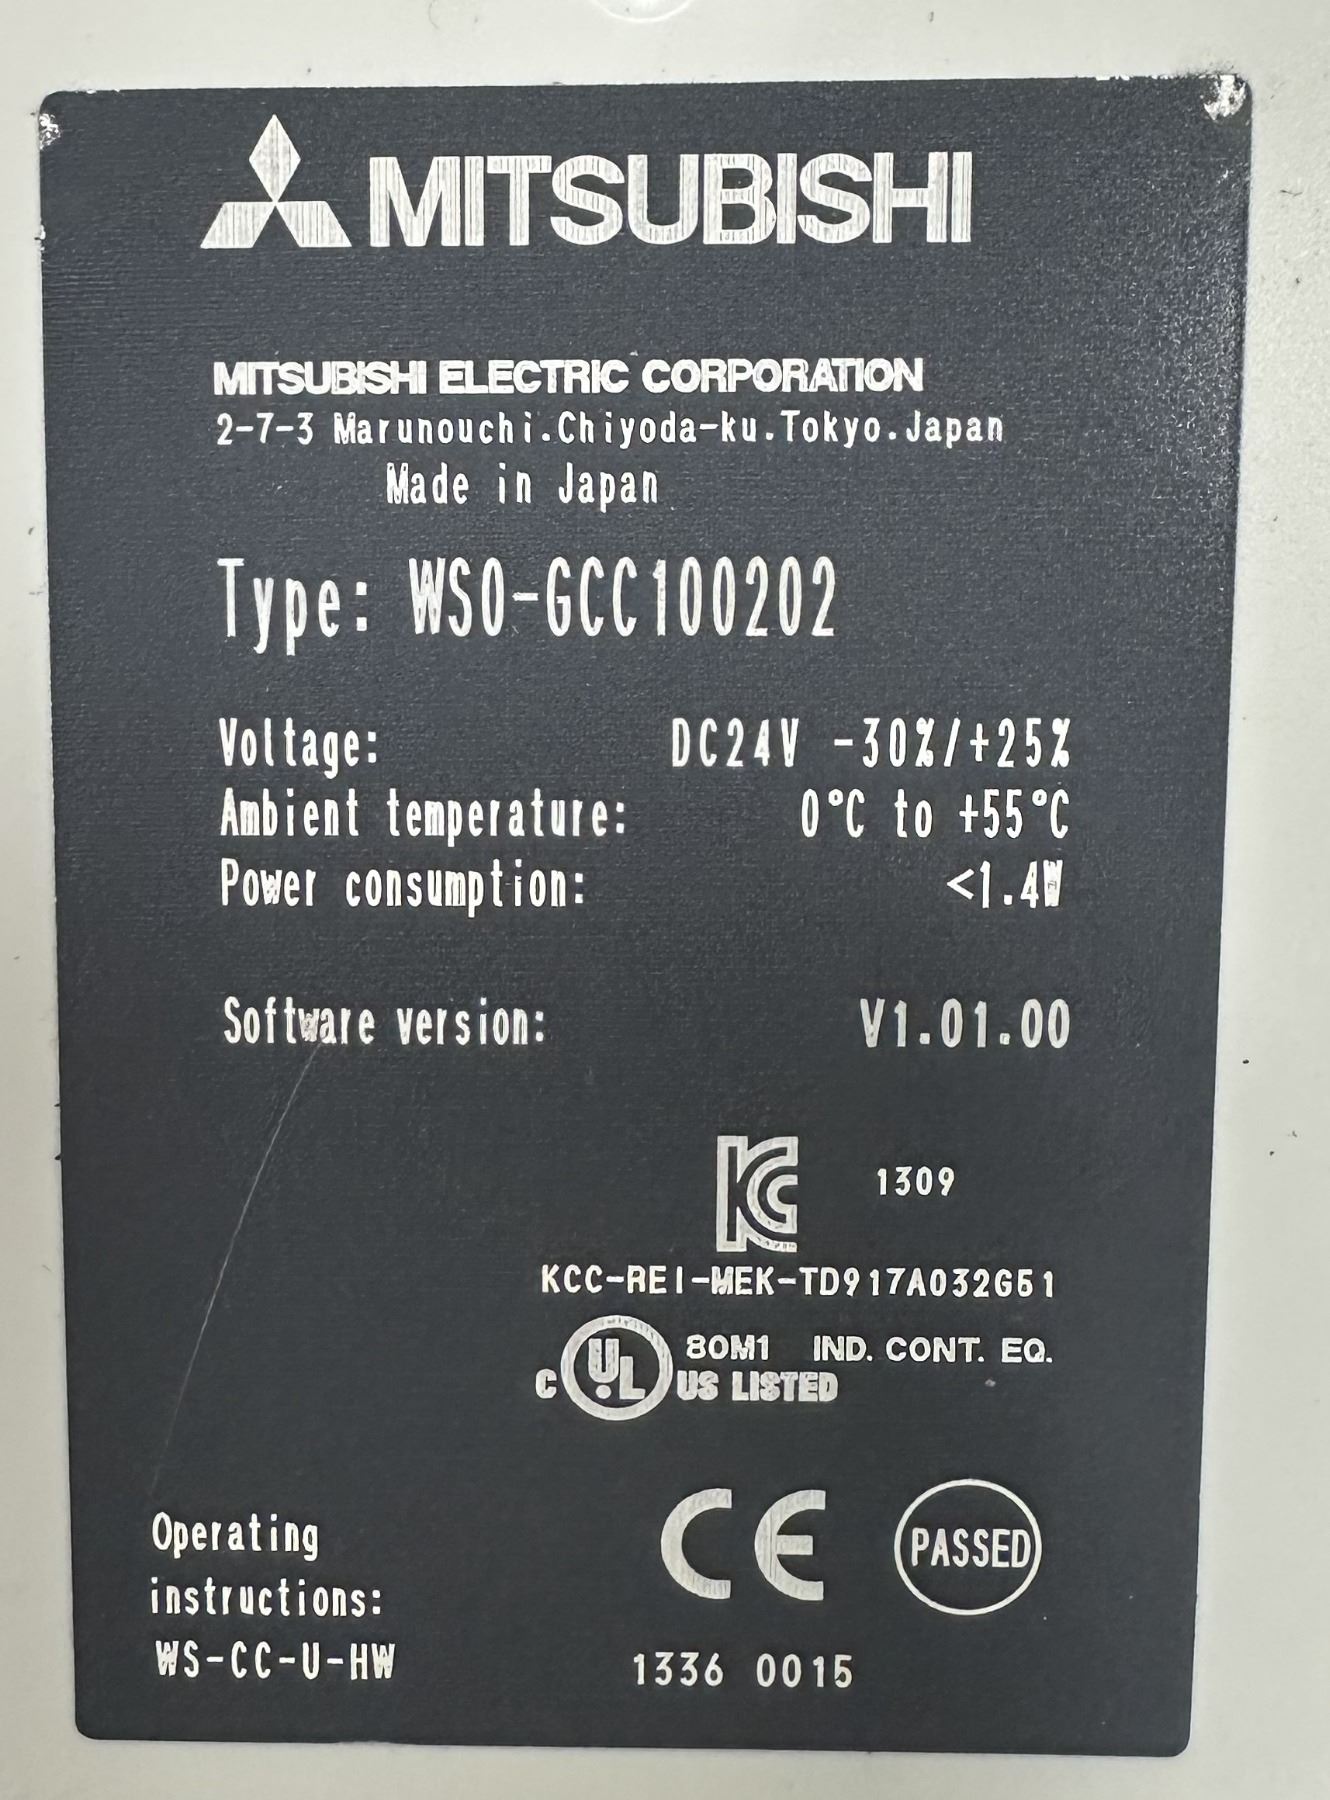 MITSUBISHI
MITSUBISHI ELECTRIC CORPORATION
2-7-3 Marunouchi.Chiyoda-ku.Tokyo.Japan
Made in Japan
Type: WS0-GCC100202
Voltage: DC24V -30%/+25%
Ambient temperature: 0°C to +55°C
Power consumption: <1.4W
Software version: V1.01.00
KC 1309
KCC-REI-MEK-TD917A032G51
C UL US LISTED 80M1 IND. CONT. EQ.
CE PASSED
Operating
instructions:
WS-CC-U-HW
1336 0015